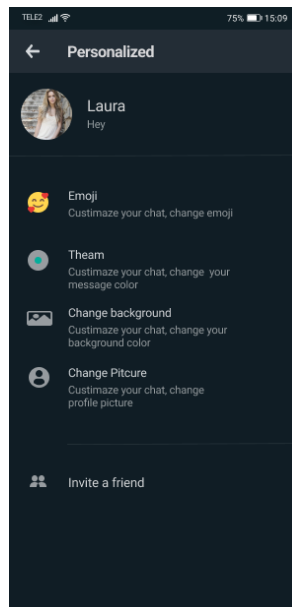 TELE2 75% 15:09
Personalized
Laura
Hey
Emoji
Custimaze your chat, change emoji
Theam
Custimaze your chat, change your
message color
Change background
Custimaze your chat, change your
background color
Change Pitcure
Custimaze your chat, change
profile picture
Invite a friend